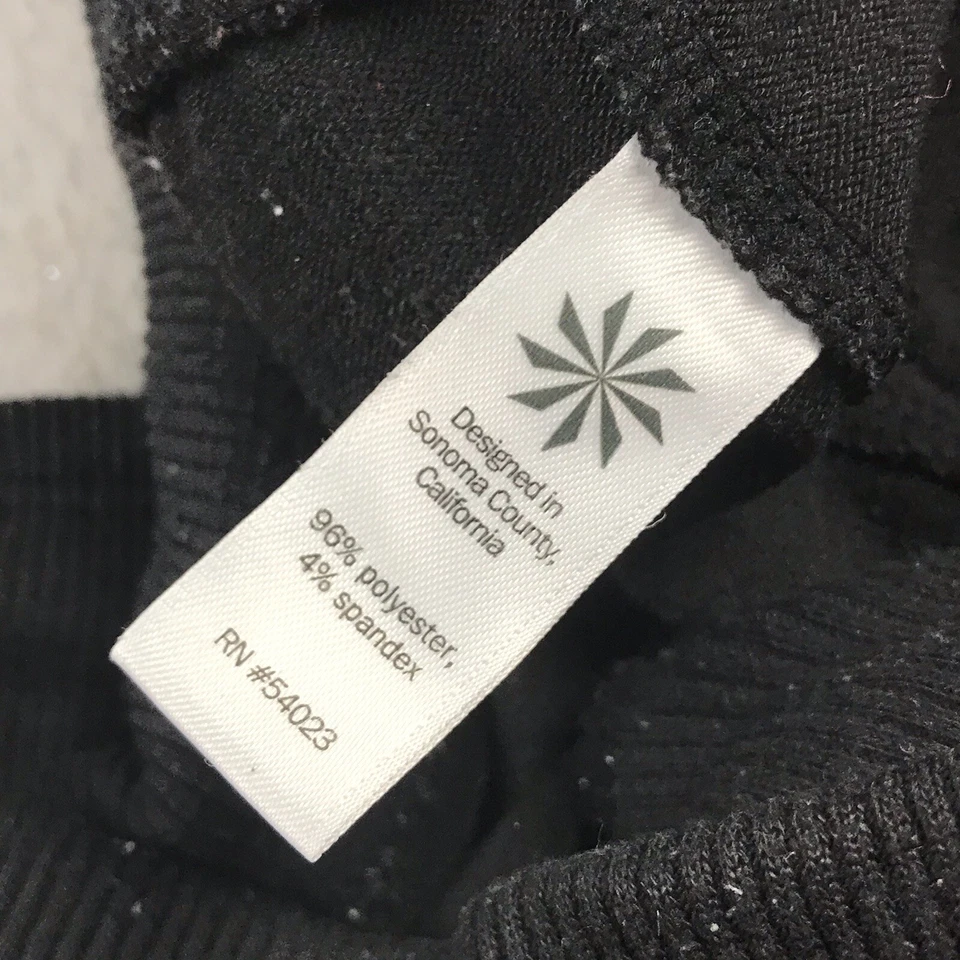 Designed in
Sonoma County,
California
96% polyester,
4% spandex
RN #54023